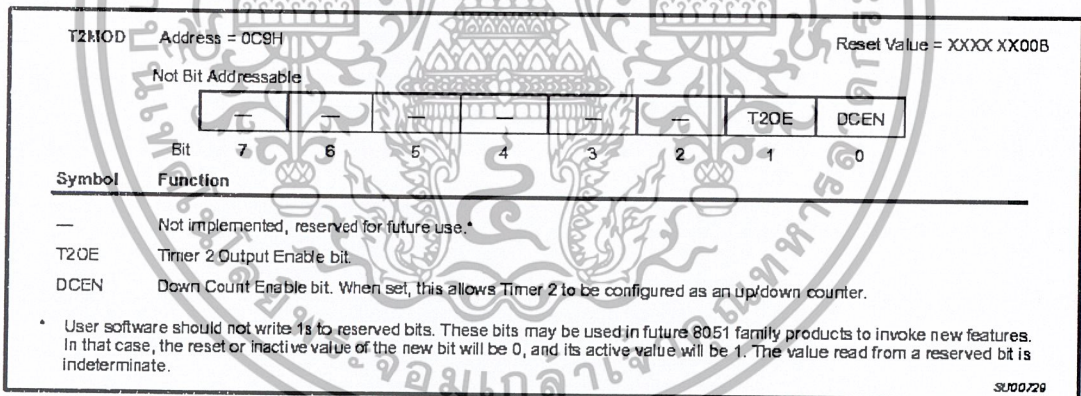 T2MOD Address = 0C9H Reset Value = XXXX XX00B
Not Bit Addressable
— — — — — — T2OE DCEN
Bit 7 6 5 4 3 2 1 0
Symbol Function
— Not implemented, reserved for future use.*
T2OE Timer 2 Output Enable bit.
DCEN Down Count Enable bit. When set, this allows Timer 2 to be configured as an up/down counter.
* User software should not write 1s to reserved bits. These bits may be used in future 8051 family products to invoke new features.
In that case, the reset or inactive value of the new bit will be 0, and its active value will be 1. The value read from a reserved bit is
indeterminate.
SU00729